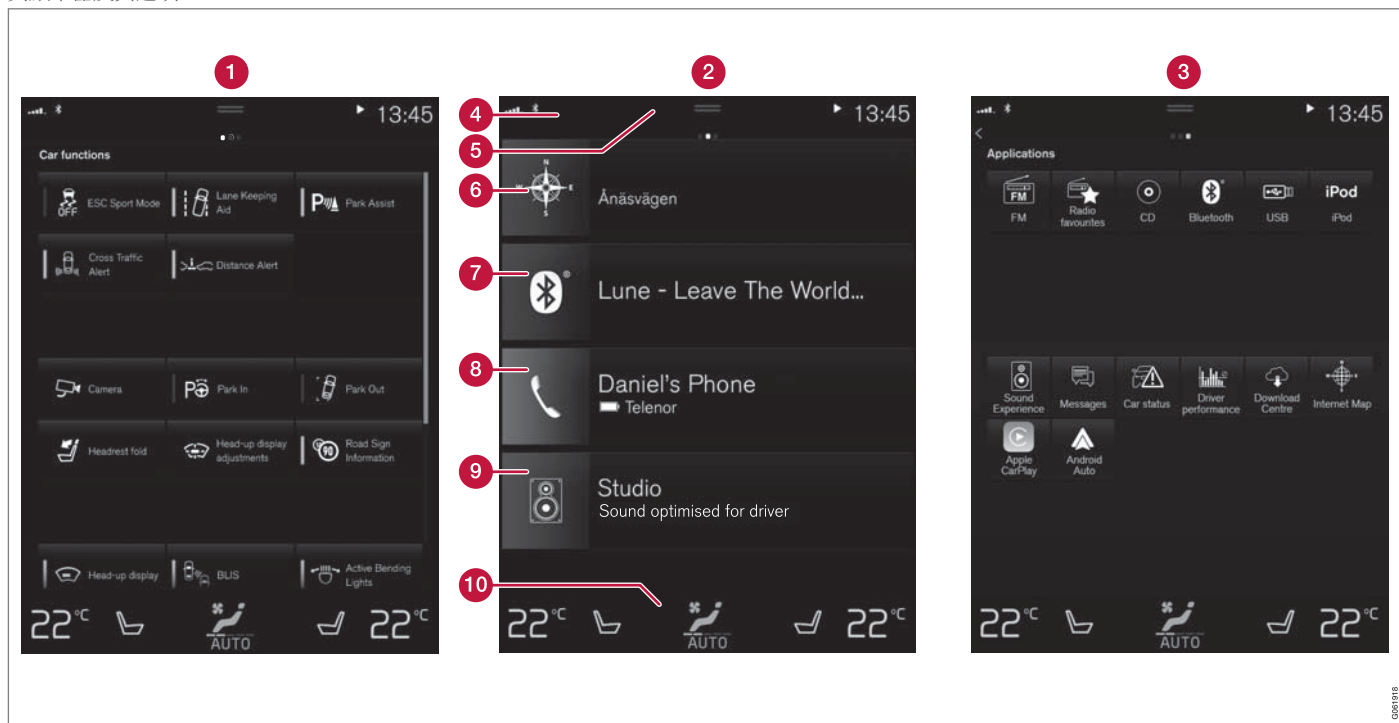 1
2
3
13:45
Car functions
ESC Sport Mode
OFF
Lane Keeping
Aid
P Park Assist
Cross Traffic
Alert
Distance Alert
Camera
P Park In
Park Out
Headrest fold
Head-up display
adjustments
90
Road Sign
Information
Head-up display
BLIS
Active Bending
Lights
22°C
AUTO
22°C
4
5
6
7
8
9
10
13:45
N
W E
S
Ånäsvägen
Lune - Leave The World...
Daniel's Phone
Telenor
Studio
Sound optimised for driver
22°C
AUTO
22°C
13:45
Applications
FM
FM
Radio
favourites
CD
Bluetooth
USB
iPod
iPod
Sound
Experience
Messages
Car status
Driver
performance
Download
Centre
Internet Map
Apple
CarPlay
Android
Auto
22°C
AUTO
22°C
G061918